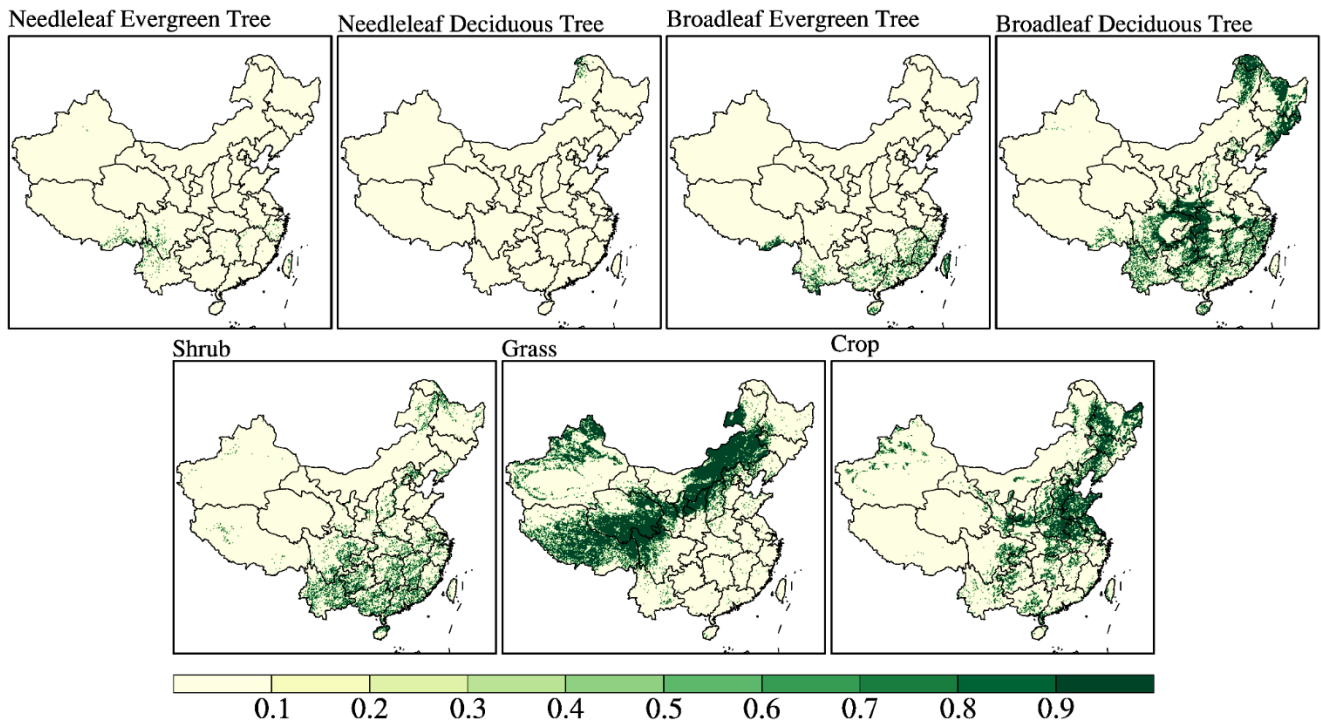 Needleleaf Evergreen Tree
Needleleaf Deciduous Tree
Broadleaf Evergreen Tree
Broadleaf Deciduous Tree
Shrub
Grass
Crop
0.1 0.2 0.3 0.4 0.5 0.6 0.7 0.8 0.9